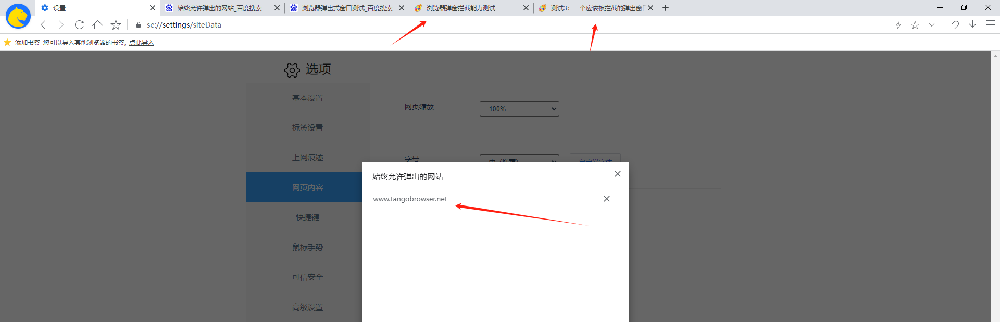 设置
始终允许弹出的网站_百度搜索
浏览器弹出式窗口测试_百度搜索
浏览器弹窗拦截能力测试
测试3：一个应该被拦截的弹出窗口
se://settings/siteData
添加书签 您可以导入其他浏览器的书签, 点此导入
选项
基本设置
标签设置
上网痕迹
网页内容
快捷键
鼠标手势
可信安全
高级设置
网页缩放
100%
字号
中（推荐）
自定义字体
始终允许弹出的网站
www.tangobrowser.net